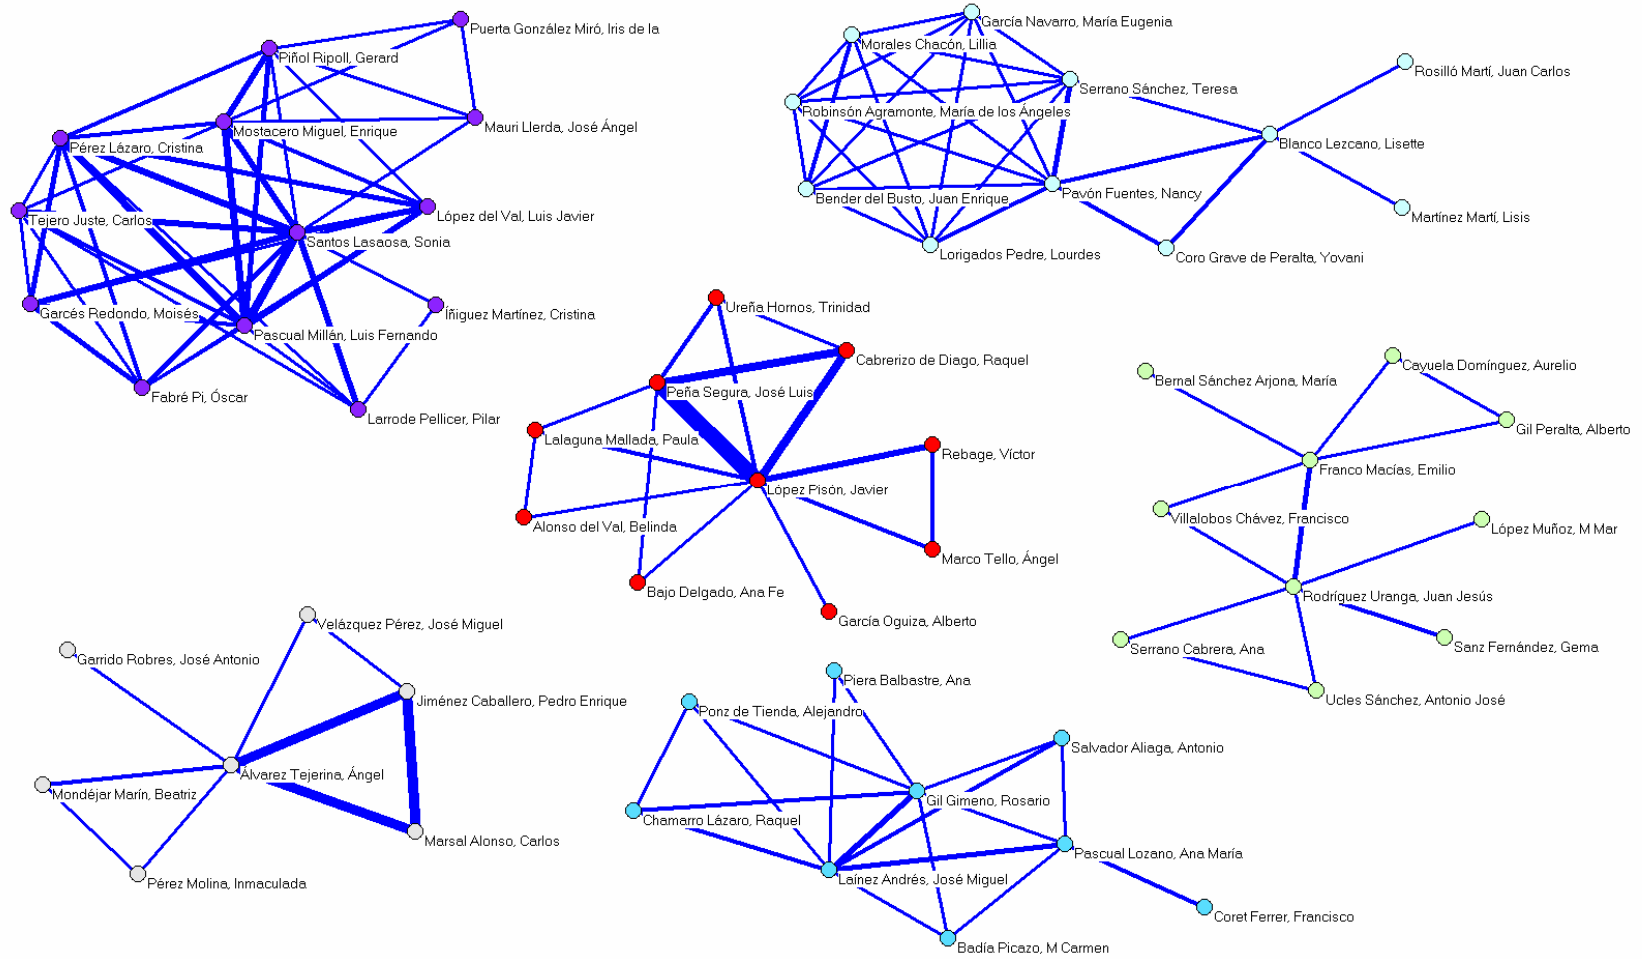 Puerta González Miró, Iris de la
Piñol Ripoll, Gerard
Mostacero Miguel, Enrique
Mauri Llerda, José Ángel
Pérez Lázaro, Cristina
Tejero Juste, Carlos
López del Val, Luis Javier
Santos Lasaosa, Sonia
Garcés Redondo, Moisés
Íñiguez Martínez, Cristina
Pascual Millán, Luis Fernando
Fabré Pi, Óscar
Larrode Pellicer, Pilar
García Navarro, María Eugenia
Morales Chacón, Lillia
Serrano Sánchez, Teresa
Rosilló Martí, Juan Carlos
Robinsón Agramonte, María de los Ángeles
Blanco Lezcano, Lisette
Bender del Busto, Juan Enrique
Pavón Fuentes, Nancy
Martínez Martí, Lisis
Lorigados Pedre, Lourdes
Coro Grave de Peralta, Yovani
Ureña Hornos, Trinidad
Cabrerizo de Diago, Raquel
Peña Segura, José Luis
Lalaguna Mallada, Paula
Rebage, Víctor
López Pisón, Javier
Alonso del Val, Belinda
Marco Tello, Ángel
Bajo Delgado, Ana Fe
García Oguiza, Alberto
Cayuela Domínguez, Aurelio
Bernal Sánchez Arjona, María
Gil Peralta, Alberto
Franco Macías, Emilio
Villalobos Chávez, Francisco
López Muñoz, M Mar
Rodríquez Uranga, Juan Jesús
Serrano Cabrera, Ana
Sanz Fernández, Gema
Ucles Sánchez, Antonio José
Velázquez Pérez, José Miguel
Garrido Robres, José Antonio
Jiménez Caballero, Pedro Enrique
Álvarez Tejerina, Ángel
Mondéjar Marín, Beatriz
Marsal Alonso, Carlos
Pérez Molina, Inmaculada
Piera Balbastre, Ana
Ponz de Tienda, Alejandro
Salvador Aliaga, Antonio
Gil Gimeno, Rosario
Chamarro Lázaro, Raquel
Pascual Lozano, Ana María
Laínez Andrés, José Miguel
Coret Ferrer, Francisco
Badía Picazo, M Carmen